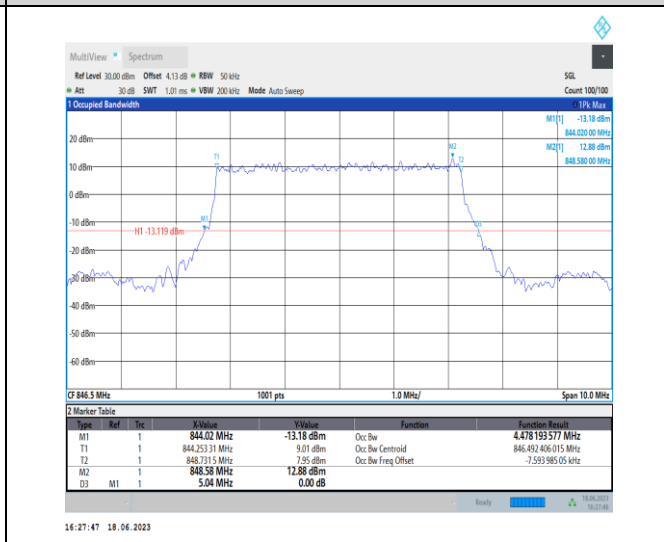 MultiView Spectrum
Ref Level 30.00 dBm Offset 4.13 dB RBW 50 kHz SGL
Att 30 dB SWT 1.01 ms VBW 200 kHz Mode Auto Sweep Count 100/100
1 Occupied Bandwidth 1Pk Max
M1[1] -13.18 dBm
844.020 00 MHz
M2[1] 12.88 dBm
848.580 00 MHz
20 dBm
M2
T1
T2
10 dBm
0 dBm
-10 dBm
M1
D3
H1 -13.119 dBm
-20 dBm
-30 dBm
-40 dBm
-50 dBm
-60 dBm
CF 846.5 MHz 1001 pts 1.0 MHz/ Span 10.0 MHz
2 Marker Table
Type Ref Trc X-Value Y-Value Function Function Result
M1 1 844.02 MHz -13.18 dBm Occ Bw 4.478 193 577 MHz
T1 1 844.253 31 MHz 9.01 dBm Occ Bw Centroid 846.492 406 015 MHz
T2 1 848.731 5 MHz 7.95 dBm Occ Bw Freq Offset -7.593 985 05 kHz
M2 1 848.58 MHz 12.88 dBm
D3 M1 1 5.04 MHz 0.00 dB
Ready 18.06.2023
16:27:46
16:27:47 18.06.2023